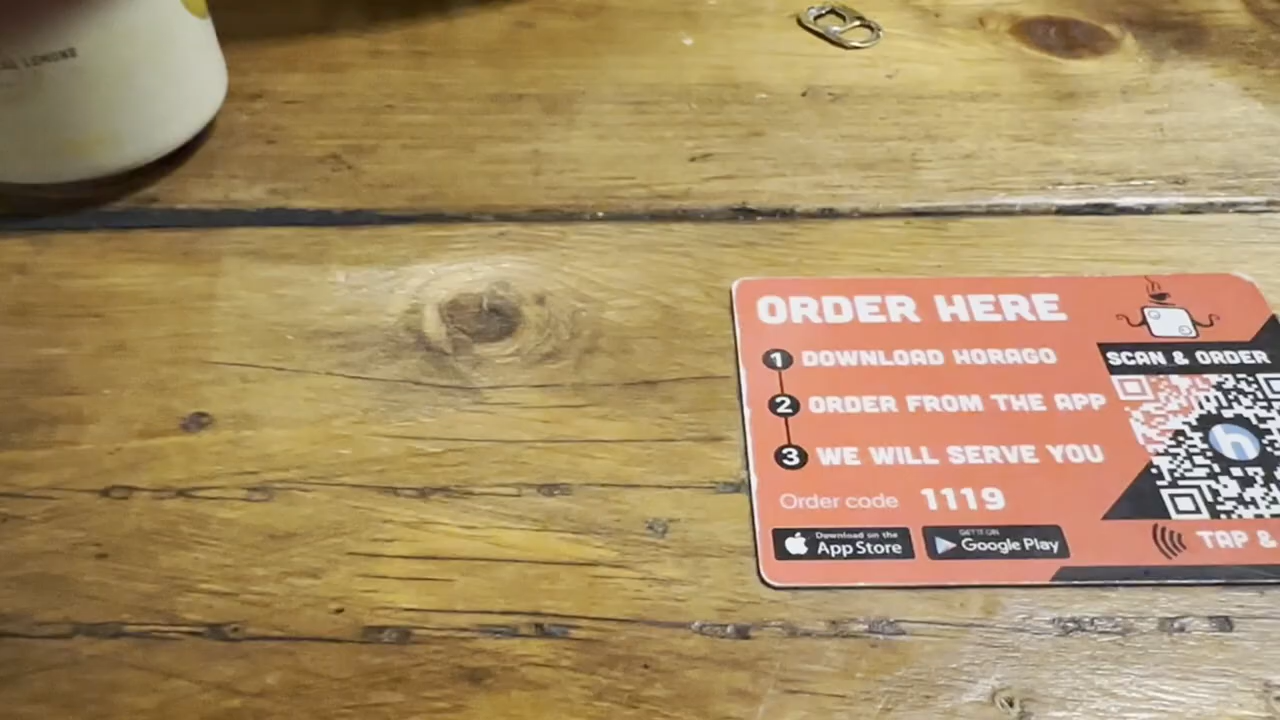 ORDER HERE
1 DOWNLOAD HORAGO
2 ORDER FROM THE APP
3 WE WILL SERVE YOU
Order code 1119
Download on the
App Store
GET IT ON
Google Play
SCAN & ORDER
h
TAP &